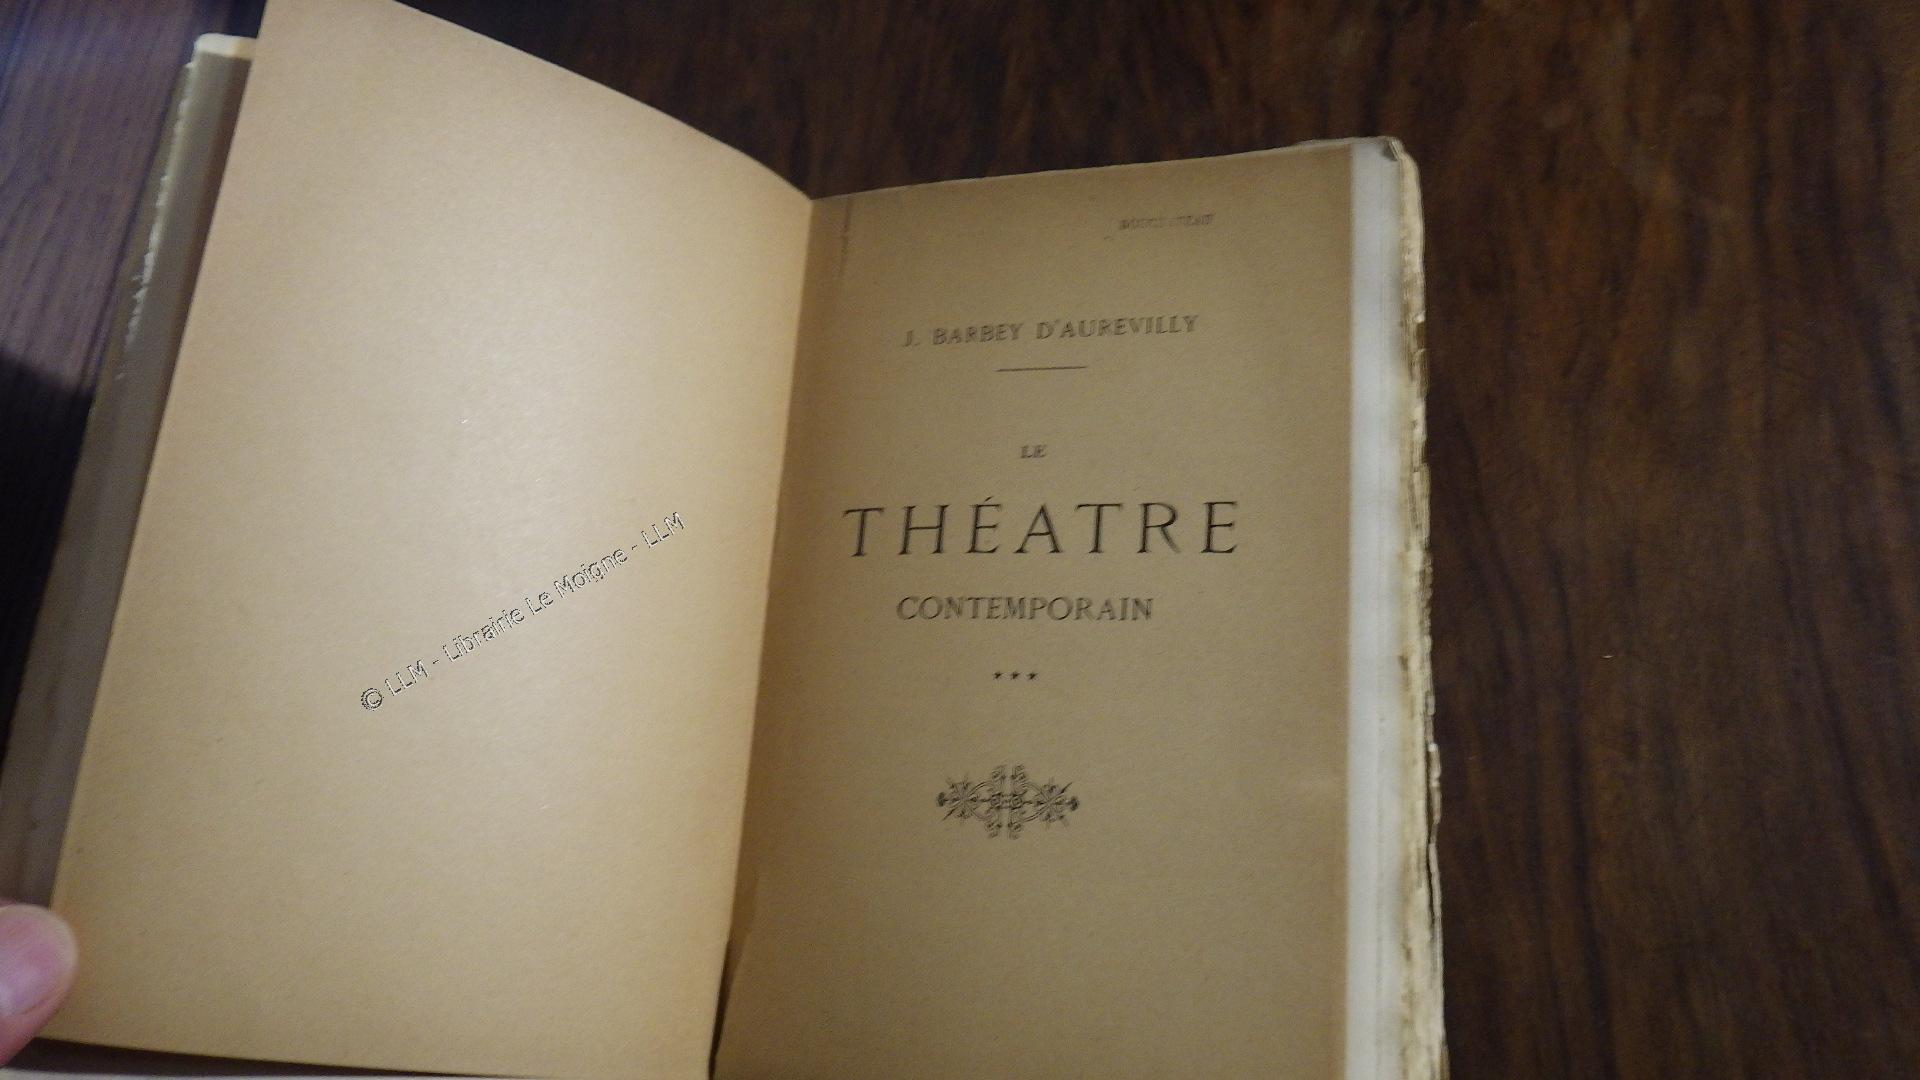 © LLM - Librairie Le Moigne - LLM
J. BARBEY D'AUREVILLY
LE
THÉATRE
CONTEMPORAIN
***